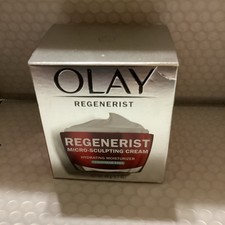 OLAY
REGENERIST
REGENERIST
MICRO-SCULPTING CREAM
HYDRATING MOISTURIZER